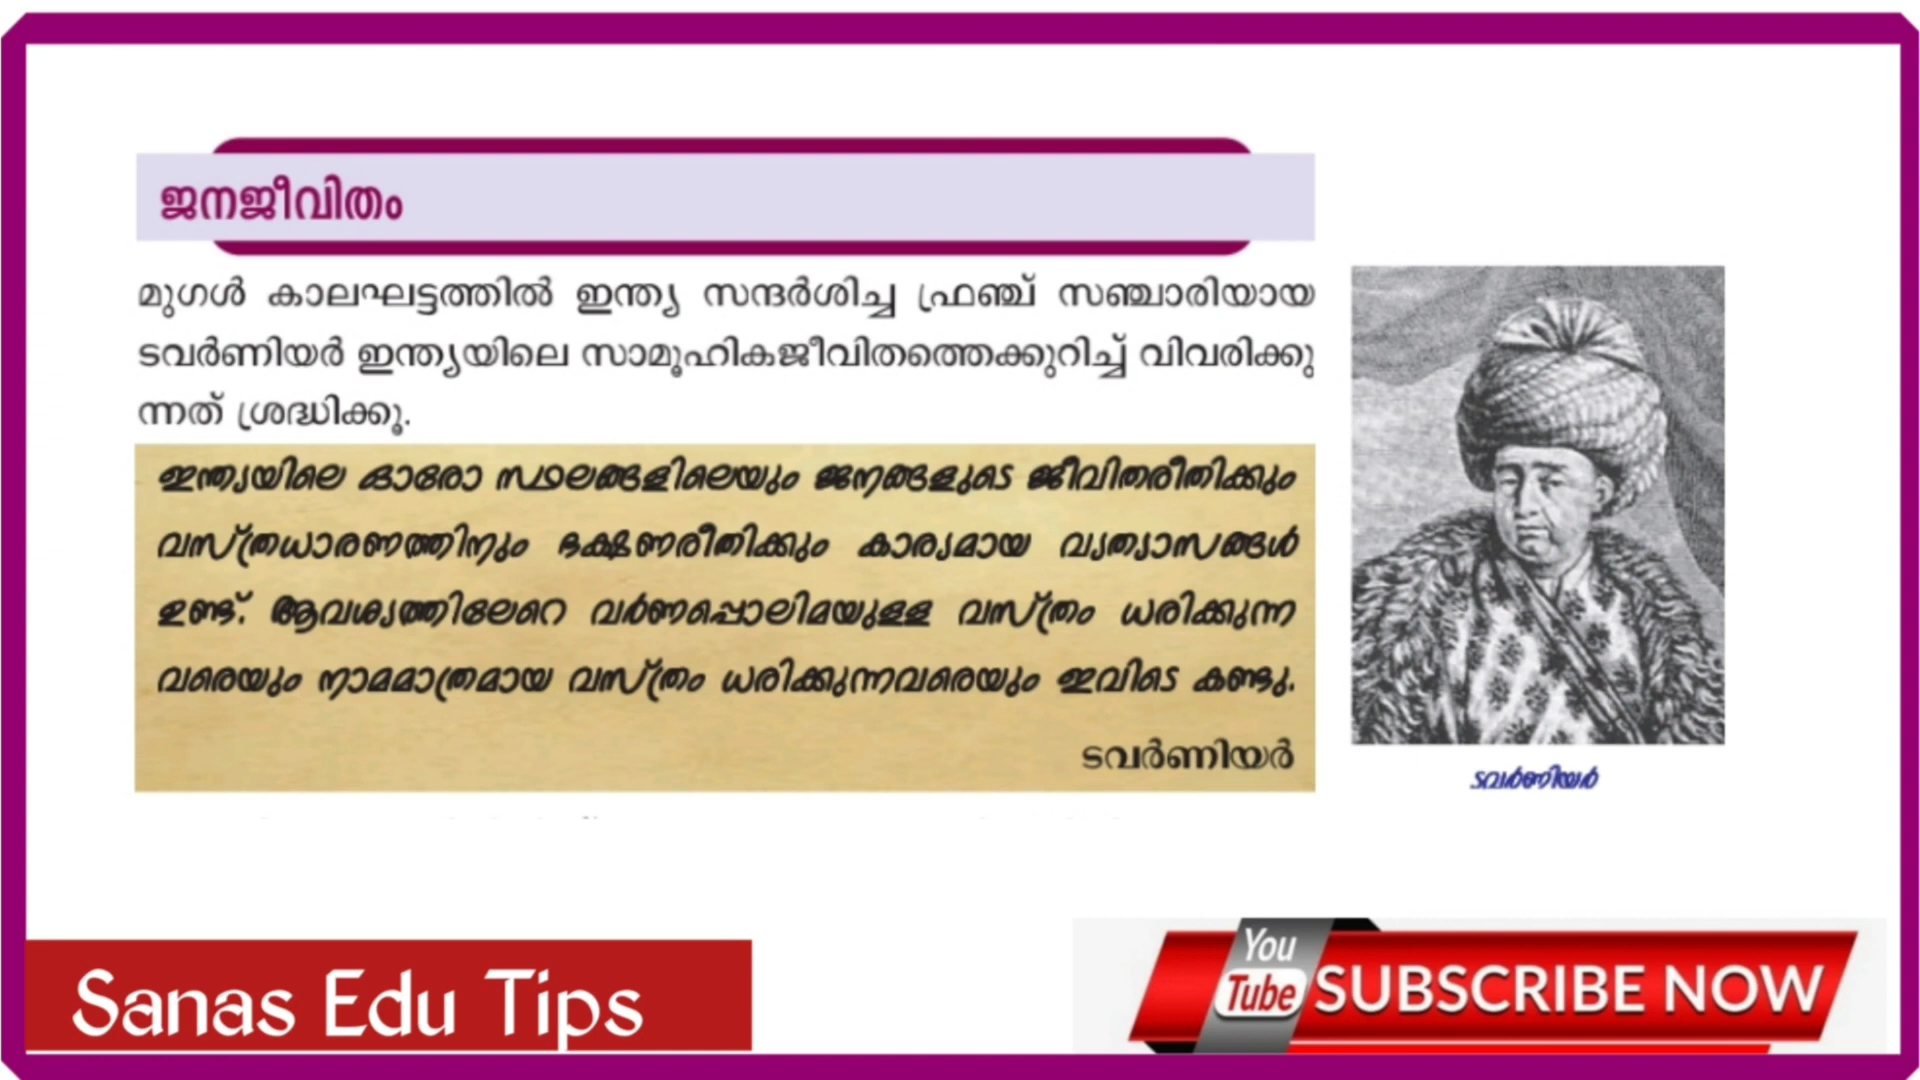 ജനജീവിതം
മുഗൾ കാലഘട്ടത്തിൽ ഇന്ത്യ സന്ദർശിച്ച ഫ്രഞ്ച് സഞ്ചാരിയായ
ടവർണിയർ ഇന്ത്യയിലെ സാമൂഹികജീവിതത്തെക്കുറിച്ച് വിവരിക്കു
ന്നത് ശ്രദ്ധിക്കൂ.
ഇന്ത്യയിലെ ഓരോ സ്ഥലങ്ങളിലെയും ജനങ്ങളുടെ ജീവിതരീതിക്കും
വസ്ത്രധാരണത്തിനും ഭക്ഷണരീതിക്കും കാര്യമായ വ്യത്യാസങ്ങൾ
ഉണ്ട്. ആവശ്യത്തിലേറെ വർണപ്പൊലിമയുള്ള വസ്ത്രം ധരിക്കുന്ന
വരെയും നാമമാത്രമായ വസ്ത്രം ധരിക്കുന്നവരെയും ഇവിടെ കണ്ടു.
ടവർണിയർ
ടവർണിയർ
Sanas Edu Tips
You
Tube SUBSCRIBE NOW